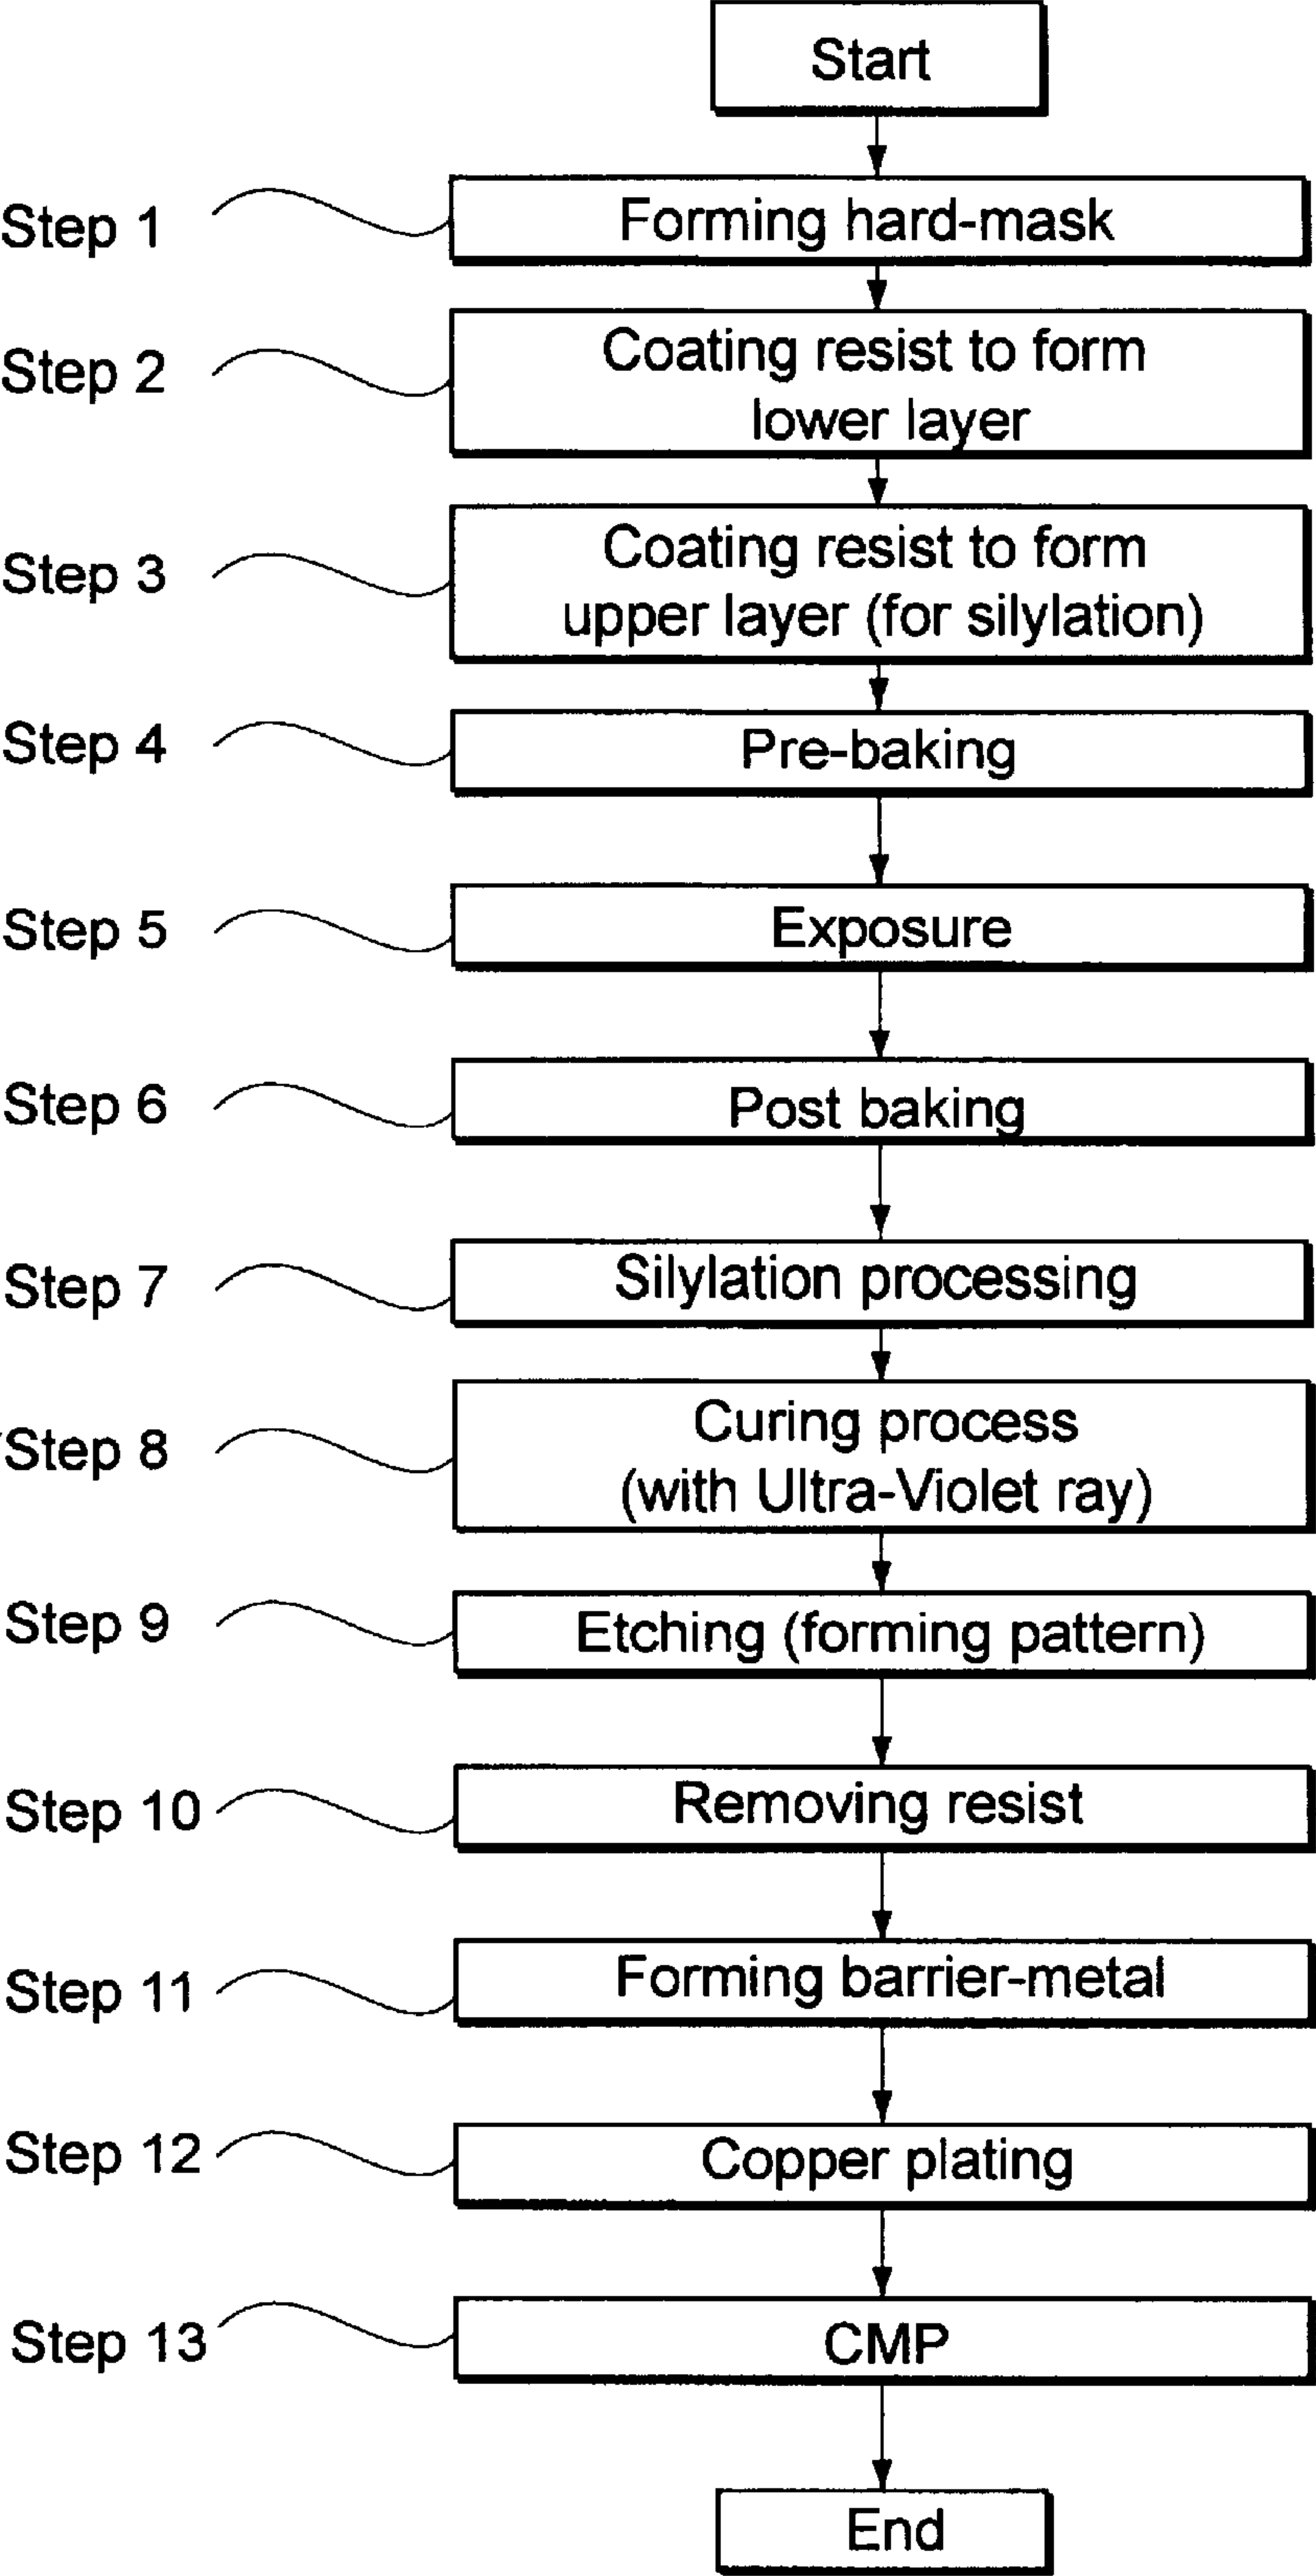 Start
Step 1
Forming hard-mask
Step 2
Coating resist to form
lower layer
Step 3
Coating resist to form
upper layer (for silylation)
Step 4
Pre-baking
Step 5
Exposure
Step 6
Post baking
Step 7
Silylation processing
Step 8
Curing process
(with Ultra-Violet ray)
Step 9
Etching (forming pattern)
Step 10
Removing resist
Step 11
Forming barrier-metal
Step 12
Copper plating
Step 13
CMP
End